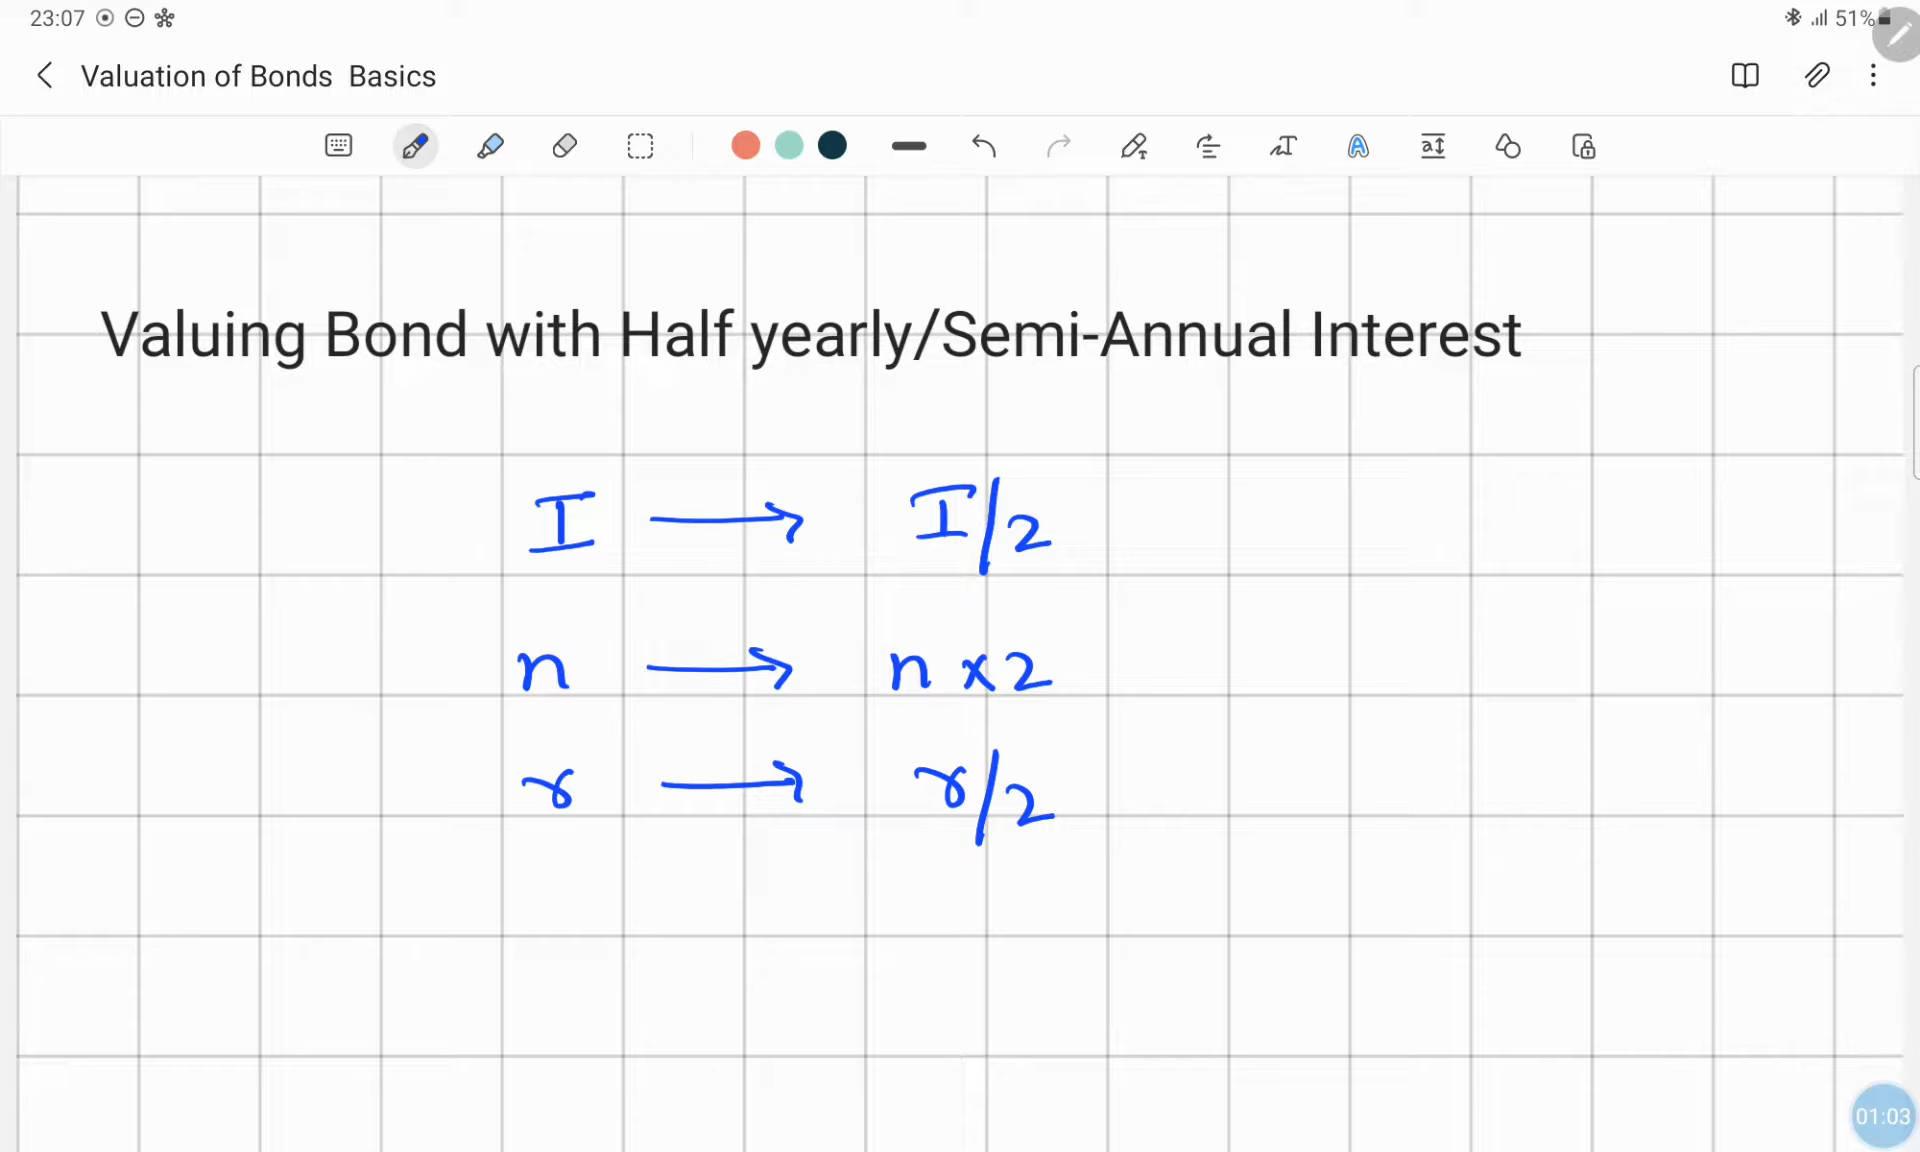 23:07
51%
Valuation of Bonds Basics
Valuing Bond with Half yearly/Semi-Annual Interest
I → I/2
n → n × 2
r → r/2
01:03